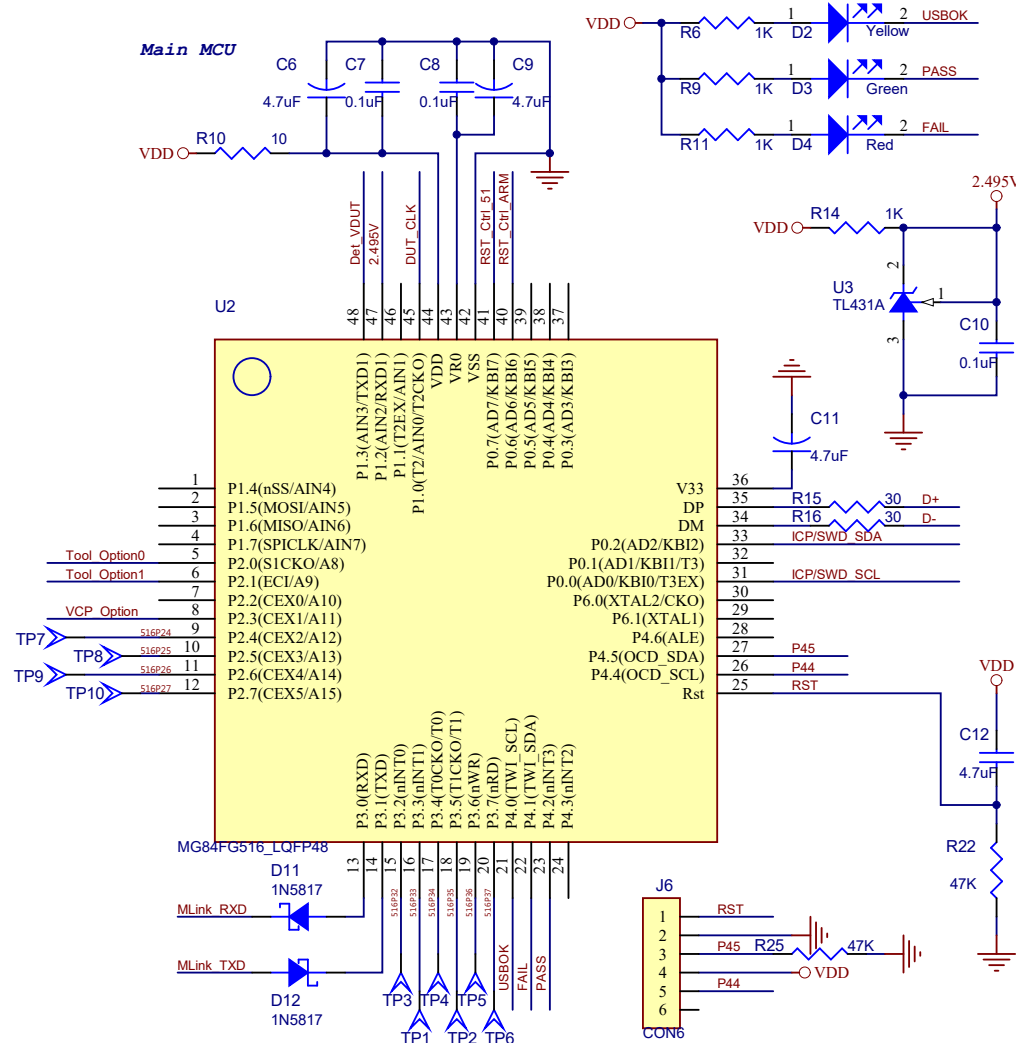 Main MCU
C6
4.7uF
C7
0.1uF
C8
0.1uF
C9
4.7uF
R10
10
VDD
VDD
R6
1K
1
D2
2
Yellow
USBOK
R9
1K
1
D3
2
Green
PASS
R11
1K
1
D4
2
Red
FAIL
2.495V
VDD
R14
1K
2
U3
TL431A
1
3
C10
0.1uF
Det_VDUT
2.495V
DUT_CLK
RST_Ctrl_51
RST_Ctrl_ARM
U2
48
47
46
45
44
43
42
41
40
39
38
37
P1.3(AIN3/TXD1)
P1.2(AIN2/RXD1)
P1.1(T2EX/AIN1)
P1.0(T2/AIN0/T2CKO)
VDD
VR0
VSS
P0.7(AD7/KBI7)
P0.6(AD6/KBI6)
P0.5(AD5/KBI5)
P0.4(AD4/KBI4)
P0.3(AD3/KBI3)
C11
4.7uF
1 P1.4(nSS/AIN4)
2 P1.5(MOSI/AIN5)
3 P1.6(MISO/AIN6)
4 P1.7(SPICLK/AIN7)
Tool_Option0 5 P2.0(S1CKO/A8)
Tool_Option1 6 P2.1(ECI/A9)
7 P2.2(CEX0/A10)
VCP_Option 8 P2.3(CEX1/A11)
TP7 516P24 9 P2.4(CEX2/A12)
TP8 516P25 10 P2.5(CEX3/A13)
TP9 516P26 11 P2.6(CEX4/A14)
TP10 516P27 12 P2.7(CEX5/A15)
V33 36
DP 35 R15 30 D+
DM 34 R16 30 D-
P0.2(AD2/KBI2) 33 ICP/SWD_SDA
P0.1(AD1/KBI1/T3) 32
P0.0(AD0/KBI0/T3EX) 31 ICP/SWD_SCL
P6.0(XTAL2/CKO) 30
P6.1(XTAL1) 29
P4.6(ALE) 28
P4.5(OCD_SDA) 27 P45
P4.4(OCD_SCL) 26 P44
Rst 25 RST
VDD
C12
4.7uF
R22
47K
P3.0(RXD)
P3.1(TXD)
P3.2(nINT0)
P3.3(nINT1)
P3.4(T0CKO/T0)
P3.5(T1CKO/T1)
P3.6(nWR)
P3.7(nRD)
P4.0(TWI_SCL)
P4.1(TWI_SDA)
P4.2(nINT3)
P4.3(nINT2)
MG84FG516_LQFP48
13
14
15
16
17
18
19
20
21
22
23
24
516P32
516P33
516P34
516P35
516P36
516P37
USBOK
FAIL
PASS
D11
1N5817
MLink_RXD
MLink_TXD
D12
1N5817
TP3
TP4
TP5
TP1
TP2
TP6
J6
1 RST
2
3 P45 R25 47K
4 VDD
5 P44
6
CON6